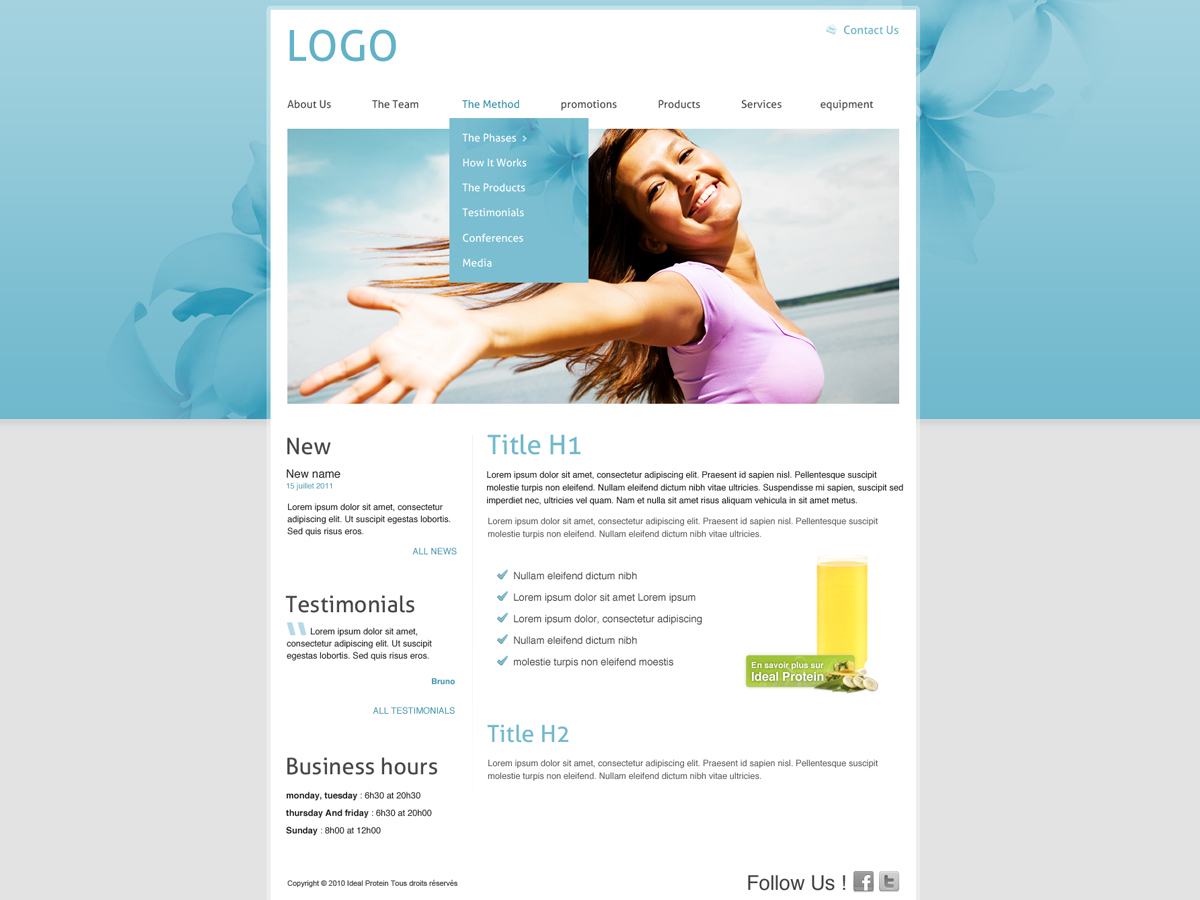 LOGO
Contact Us
About Us The Team The Method promotions Products Services equipment
The Phases
How It Works
The Products
Testimonials
Conferences
Media
New
New name
15 juillet 2011
Lorem ipsum dolor sit amet, consectetur
adipiscing elit. Ut suscipit egestas lobortis.
Sed quis risus eros.
ALL NEWS
Testimonials
Lorem ipsum dolor sit amet,
consectetur adipiscing elit. Ut suscipit
egestas lobortis. Sed quis risus eros.
Bruno
ALL TESTIMONIALS
Business hours
monday, tuesday : 6h30 at 20h30
thursday And friday : 6h30 at 20h00
Sunday : 8h00 at 12h00
Title H1
Lorem ipsum dolor sit amet, consectetur adipiscing elit. Praesent id sapien nisl. Pellentesque suscipit
molestie turpis non eleifend. Nullam eleifend dictum nibh vitae ultricies. Suspendisse mi sapien, suscipit sed
imperdiet nec, ultricies vel quam. Nam et nulla sit amet risus aliquam vehicula in sit amet metus.
Lorem ipsum dolor sit amet, consectetur adipiscing elit. Praesent id sapien nisl. Pellentesque suscipit
molestie turpis non eleifend. Nullam eleifend dictum nibh vitae ultricies.
Nullam eleifend dictum nibh
Lorem ipsum dolor sit amet Lorem ipsum
Lorem ipsum dolor, consectetur adipiscing
Nullam eleifend dictum nibh
molestie turpis non eleifend moestis
En savoir plus sur
Ideal Protein
Title H2
Lorem ipsum dolor sit amet, consectetur adipiscing elit. Praesent id sapien nisl. Pellentesque suscipit
molestie turpis non eleifend. Nullam eleifend dictum nibh vitae ultricies.
Copyright © 2010 Ideal Protein Tous droits réservés
Follow Us !